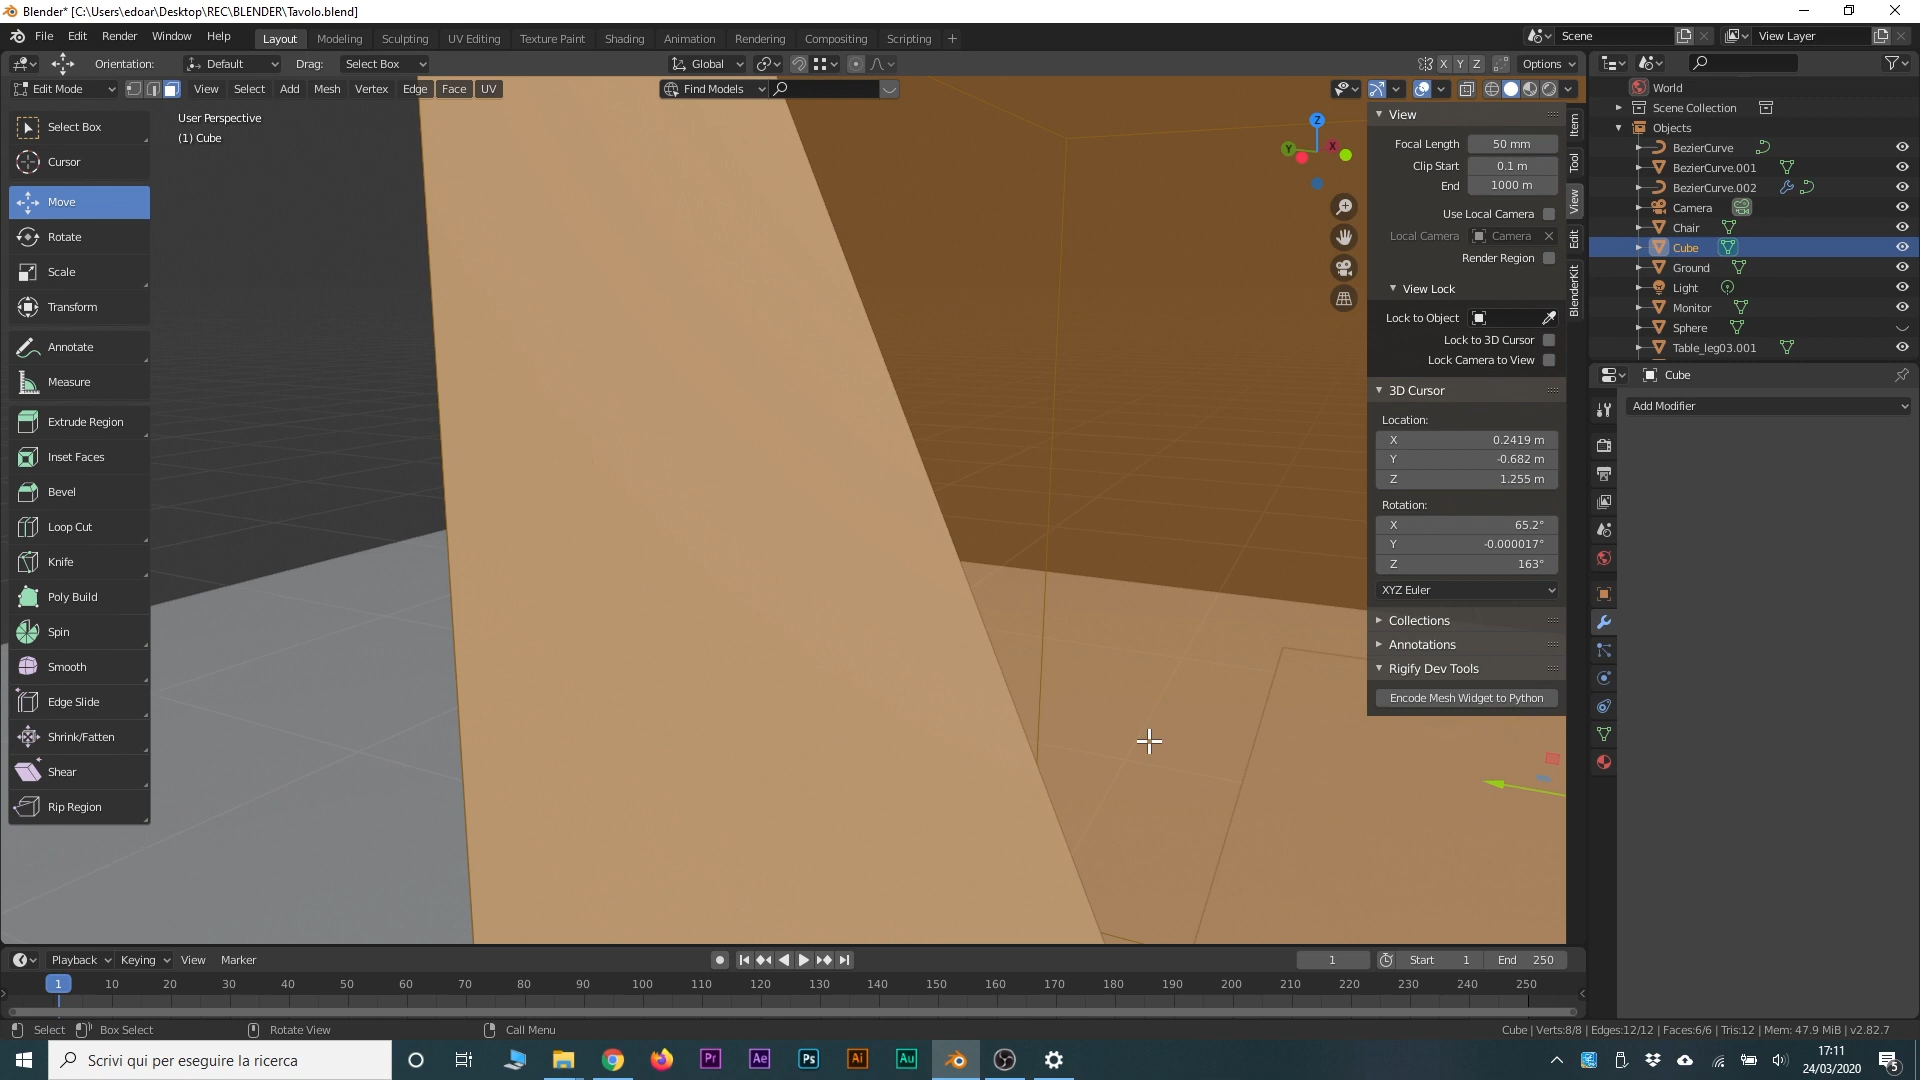 Blender* [C:\Users\edoar\Desktop\REC\BLENDER\Tavolo.blend]
File Edit Render Window Help
Layout Modeling Sculpting UV Editing Texture Paint Shading Animation Rendering Compositing Scripting +
Scene
View Layer
Orientation: Default Drag: Select Box
Global
X Y Z Options
Edit Mode View Select Add Mesh Vertex Edge Face UV
Find Models
User Perspective
(1) Cube
Select Box
Cursor
Move
Rotate
Scale
Transform
Annotate
Measure
Extrude Region
Inset Faces
Bevel
Loop Cut
Knife
Poly Build
Spin
Smooth
Edge Slide
Shrink/Fatten
Shear
Rip Region
Z
Y
X
View
Focal Length 50 mm
Clip Start 0.1 m
End 1000 m
Use Local Camera
Local Camera Camera
Render Region
View Lock
Lock to Object
Lock to 3D Cursor
Lock Camera to View
3D Cursor
Location:
X 0.2419 m
Y -0.682 m
Z 1.255 m
Rotation:
X 65.2°
Y -0.000017°
Z 163°
XYZ Euler
Collections
Annotations
Rigify Dev Tools
Encode Mesh Widget to Python
Item
Tool
View
Edit
BlenderKit
World
Scene Collection
Objects
BezierCurve
BezierCurve.001
BezierCurve.002
Camera
Chair
Cube
Ground
Light
Monitor
Sphere
Table_leg03.001
Cube
Add Modifier
Playback Keying View Marker
1 Start 1 End 250
1 10 20 30 40 50 60 70 80 90 100 110 120 130 140 150 160 170 180 190 200 210 220 230 240 250
Select Box Select Rotate View Call Menu
Cube | Verts:8/8 | Edges:12/12 | Faces:6/6 | Tris:12 | Mem: 47.9 MiB | v2.82.7
Scrivi qui per eseguire la ricerca
Pr Ae Ps Ai Au
17:11
24/03/2020
5